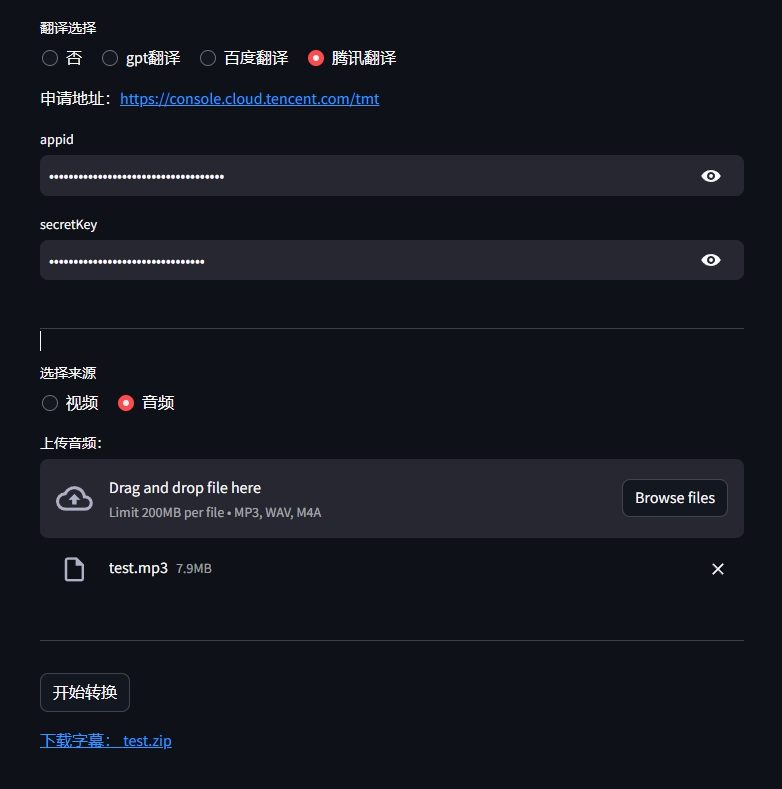 翻译选择
否 gpt翻译 百度翻译 腾讯翻译
申请地址：https://console.cloud.tencent.com/tmt
appid
••••••••••••••••••••••••••••••••••••
secretKey
••••••••••••••••••••••••••••••••
选择来源
视频 音频
上传音频：
Drag and drop file here
Limit 200MB per file • MP3, WAV, M4A
Browse files
test.mp3 7.9MB
开始转换
下载字幕： test.zip